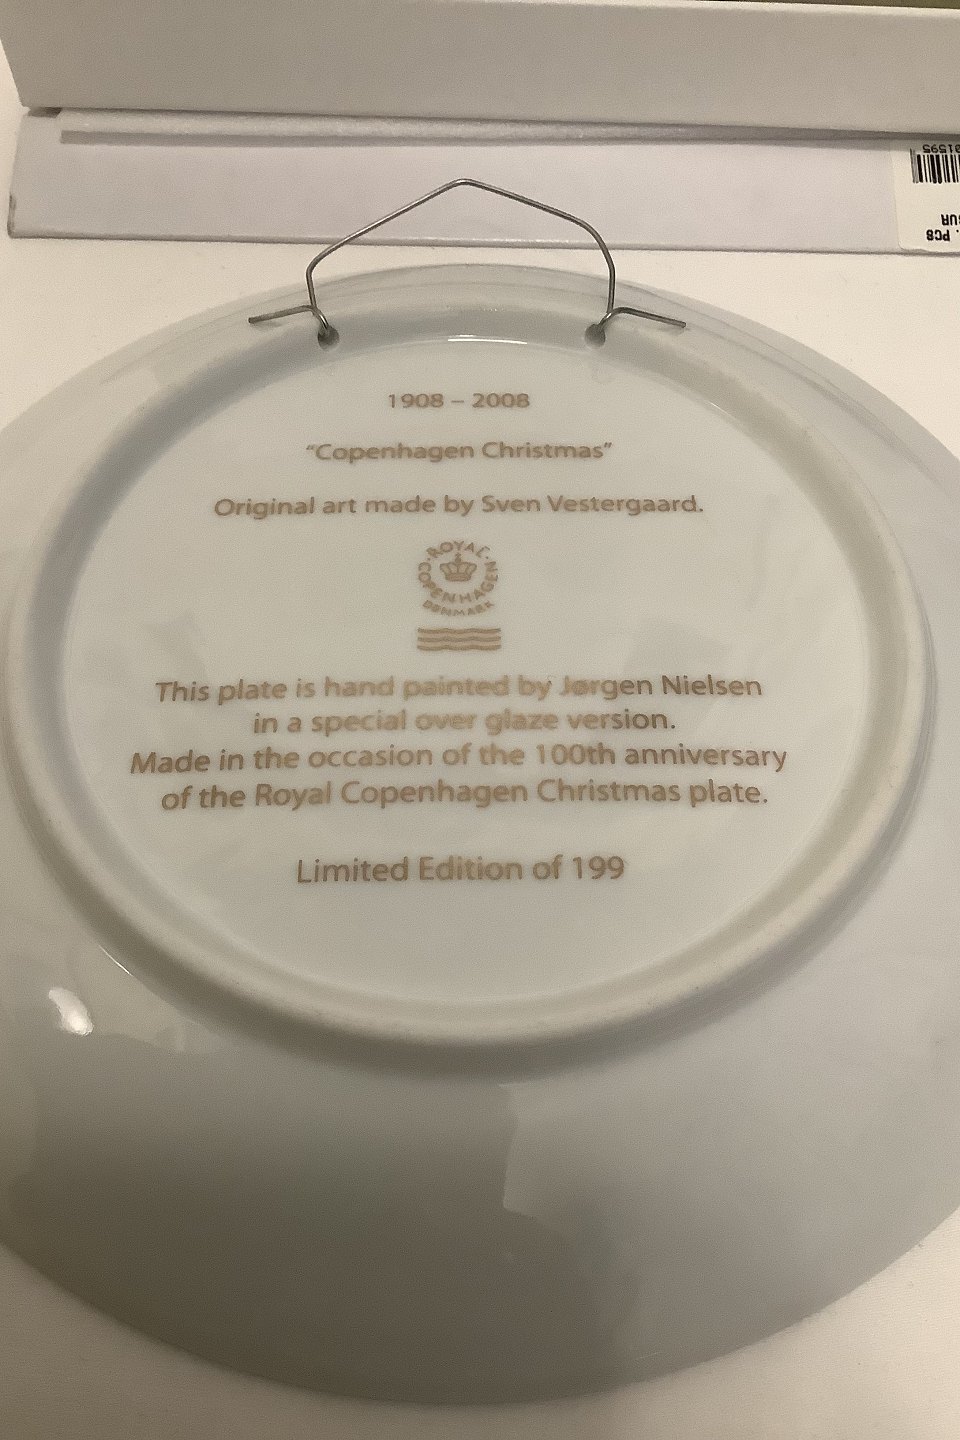 1908 – 2008
“Copenhagen Christmas”
Original art made by Sven Vestergaard.
ROYAL
COPENHAGEN
DENMARK
This plate is hand painted by Jørgen Nielsen
in a special over glaze version.
Made in the occasion of the 100th anniversary
of the Royal Copenhagen Christmas plate.
Limited Edition of 199
PC8